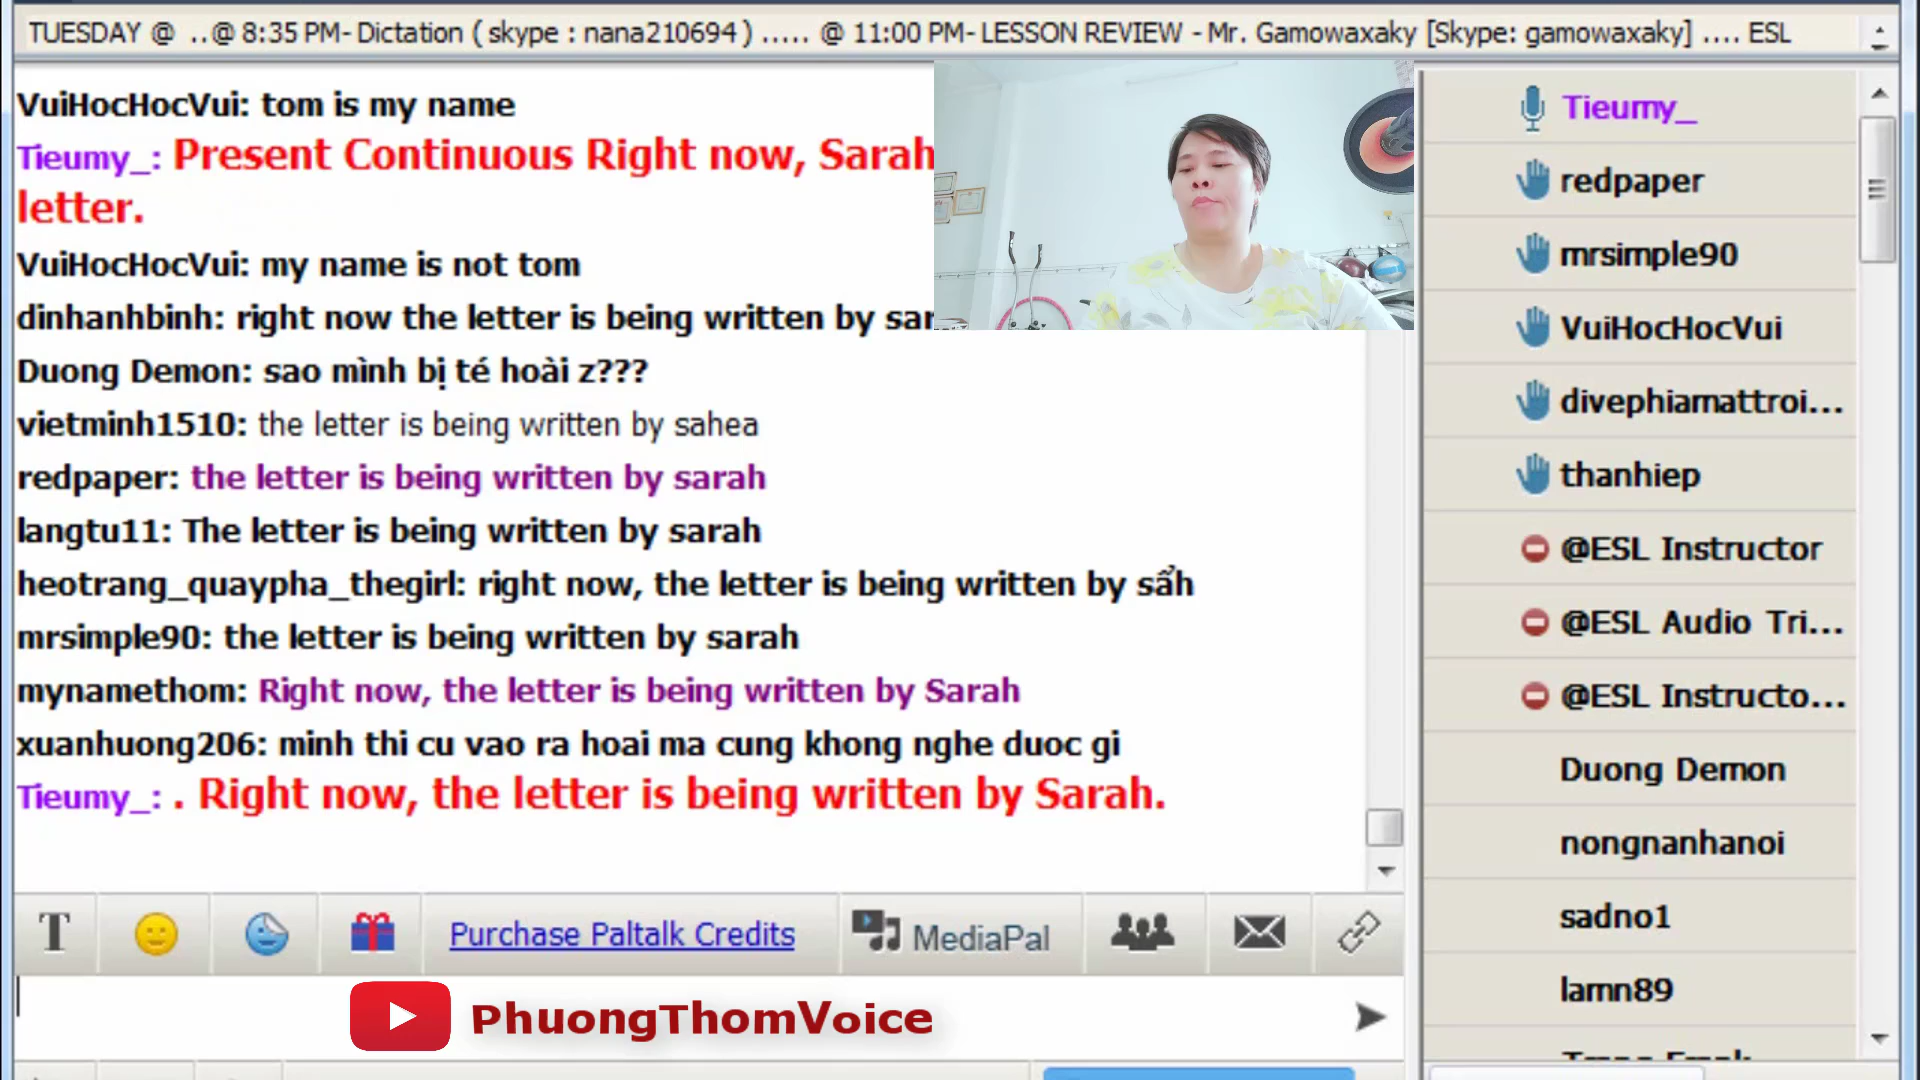 TUESDAY @ ..@ 8:35 PM- Dictation ( skype : nana210694 ) ..... @ 11:00 PM- LESSON REVIEW - Mr. Gamowaxaky [Skype: gamowaxaky] .... ESL
VuiHocHocVui: tom is my name
Tieumy_: Present Continuous Right now, Sarah
letter.
VuiHocHocVui: my name is not tom
dinhanhbinh: right now the letter is being written by sar
Duong Demon: sao mình bị té hoài z???
vietminh1510: the letter is being written by sahea
redpaper: the letter is being written by sarah
langtu11: The letter is being written by sarah
heotrang_quaypha_thegirl: right now, the letter is being written by sẩh
mrsimple90: the letter is being written by sarah
mynamethom: Right now, the letter is being written by Sarah
xuanhuong206: minh thi cu vao ra hoai ma cung khong nghe duoc gi
Tieumy_: . Right now, the letter is being written by Sarah.
T
Purchase Paltalk Credits
MediaPal
PhuongThomVoice
Tieumy_
redpaper
mrsimple90
VuiHocHocVui
divephiamattroi...
thanhiep
@ESL Instructor
@ESL Audio Tri...
@ESL Instructo...
Duong Demon
nongnanhanoi
sadno1
lamn89